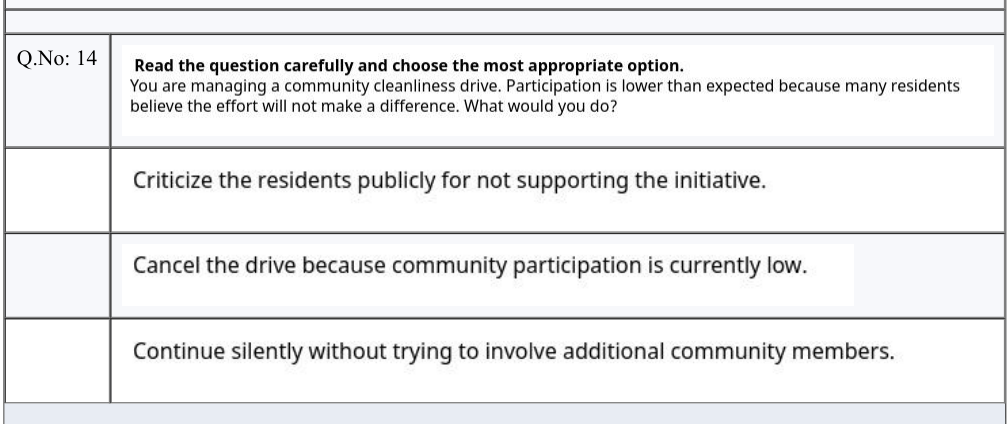 Q.No: 14
Read the question carefully and choose the most appropriate option.
You are managing a community cleanliness drive. Participation is lower than expected because many residents
believe the effort will not make a difference. What would you do?
Criticize the residents publicly for not supporting the initiative.
Cancel the drive because community participation is currently low.
Continue silently without trying to involve additional community members.